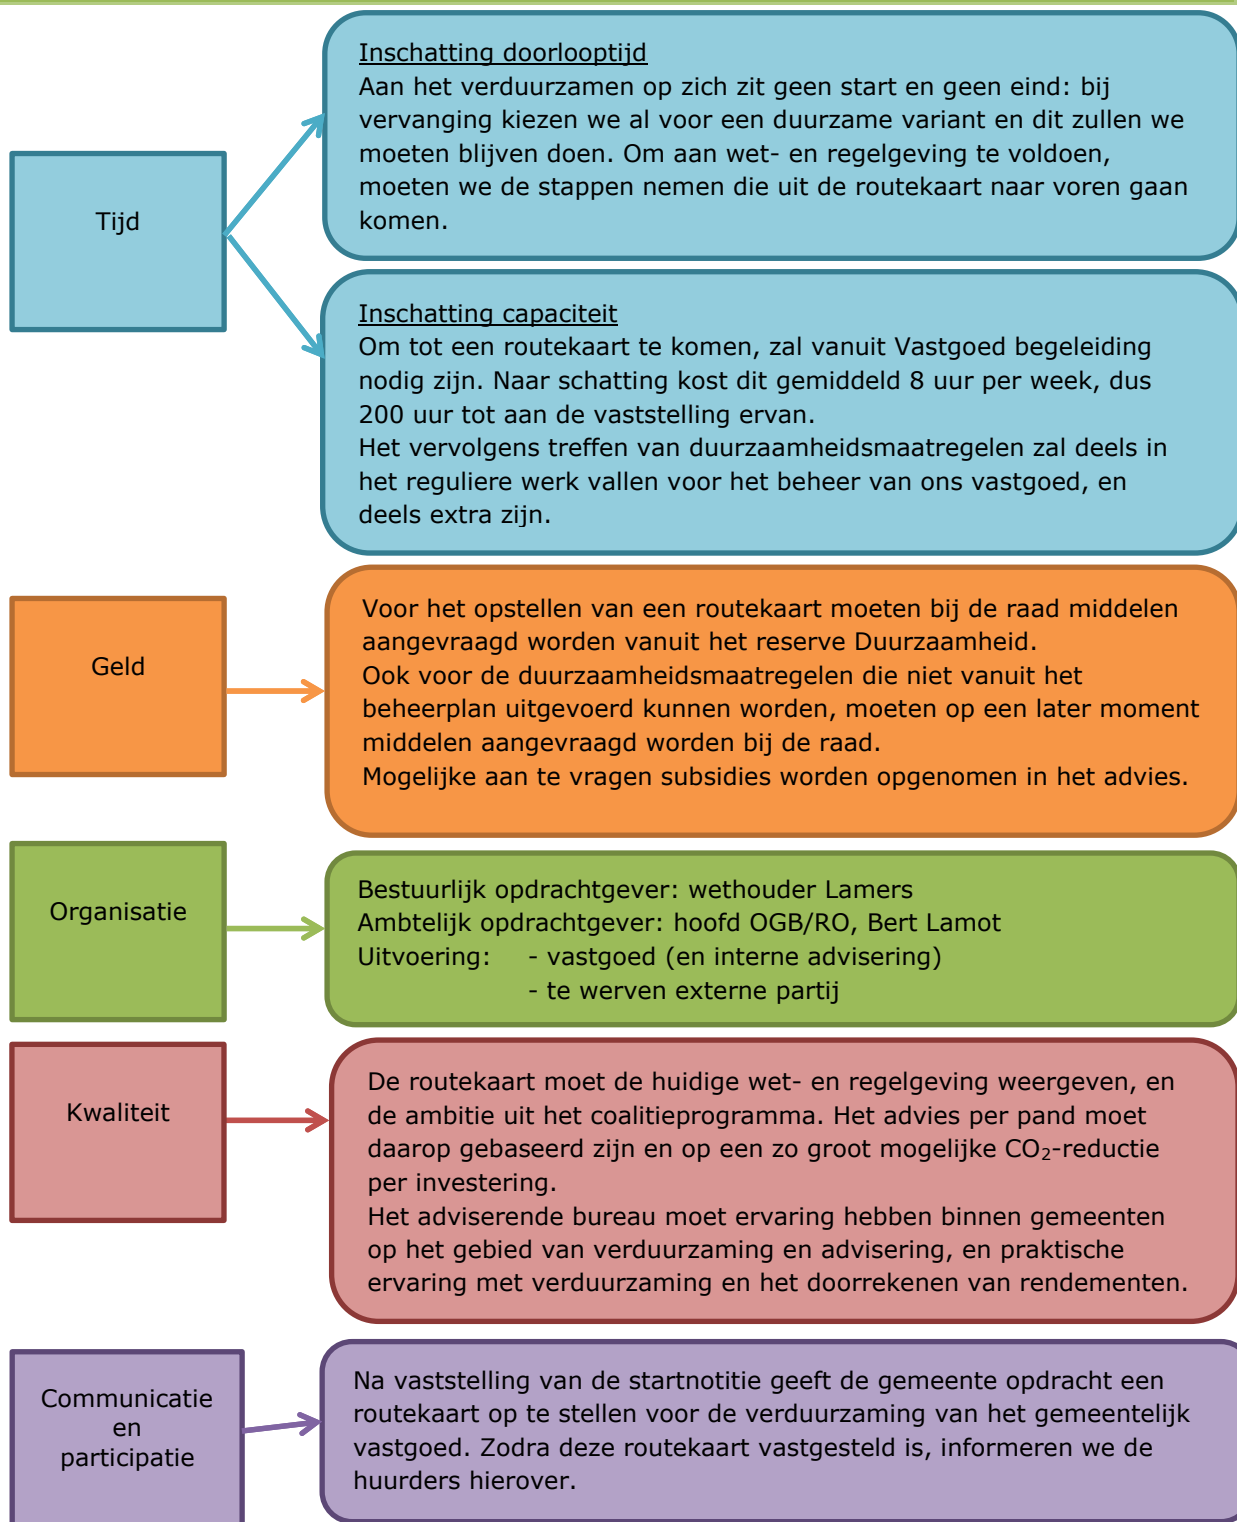 Tijd
Inschatting doorlooptijd
Aan het verduurzamen op zich zit geen start en geen eind: bij
vervanging kiezen we al voor een duurzame variant en dit zullen we
moeten blijven doen. Om aan wet- en regelgeving te voldoen,
moeten we de stappen nemen die uit de routekaart naar voren gaan
komen.
Inschatting capaciteit
Om tot een routekaart te komen, zal vanuit Vastgoed begeleiding
nodig zijn. Naar schatting kost dit gemiddeld 8 uur per week, dus
200 uur tot aan de vaststelling ervan.
Het vervolgens treffen van duurzaamheidsmaatregelen zal deels in
het reguliere werk vallen voor het beheer van ons vastgoed, en
deels extra zijn.
Geld
Voor het opstellen van een routekaart moeten bij de raad middelen
aangevraagd worden vanuit het reserve Duurzaamheid.
Ook voor de duurzaamheidsmaatregelen die niet vanuit het
beheerplan uitgevoerd kunnen worden, moeten op een later moment
middelen aangevraagd worden bij de raad.
Mogelijke aan te vragen subsidies worden opgenomen in het advies.
Organisatie
Bestuurlijk opdrachtgever: wethouder Lamers
Ambtelijk opdrachtgever: hoofd OGB/RO, Bert Lamot
Uitvoering: - vastgoed (en interne advisering)
- te werven externe partij
Kwaliteit
De routekaart moet de huidige wet- en regelgeving weergeven, en
de ambitie uit het coalitieprogramma. Het advies per pand moet
daarop gebaseerd zijn en op een zo groot mogelijke CO₂-reductie
per investering.
Het adviserende bureau moet ervaring hebben binnen gemeenten
op het gebied van verduurzaming en advisering, en praktische
ervaring met verduurzaming en het doorrekenen van rendementen.
Communicatie
en
participatie
Na vaststelling van de startnotitie geeft de gemeente opdracht een
routekaart op te stellen voor de verduurzaming van het gemeentelijk
vastgoed. Zodra deze routekaart vastgesteld is, informeren we de
huurders hierover.